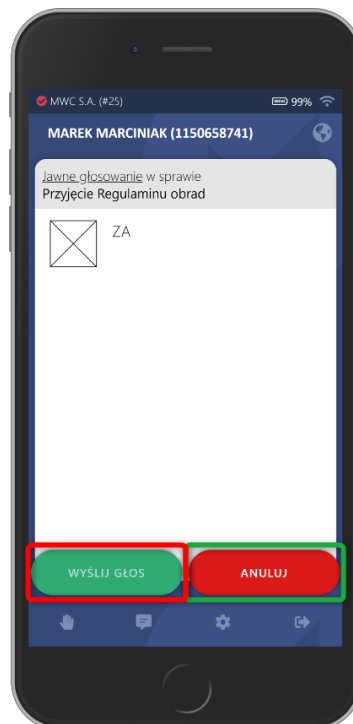 MWC S.A. (#25) 99%
MAREK MARCINIAK (1150658741)
Jawne głosowanie w sprawie
Przyjęcie Regulaminu obrad
ZA
WYŚLIJ GŁOS ANULUJ